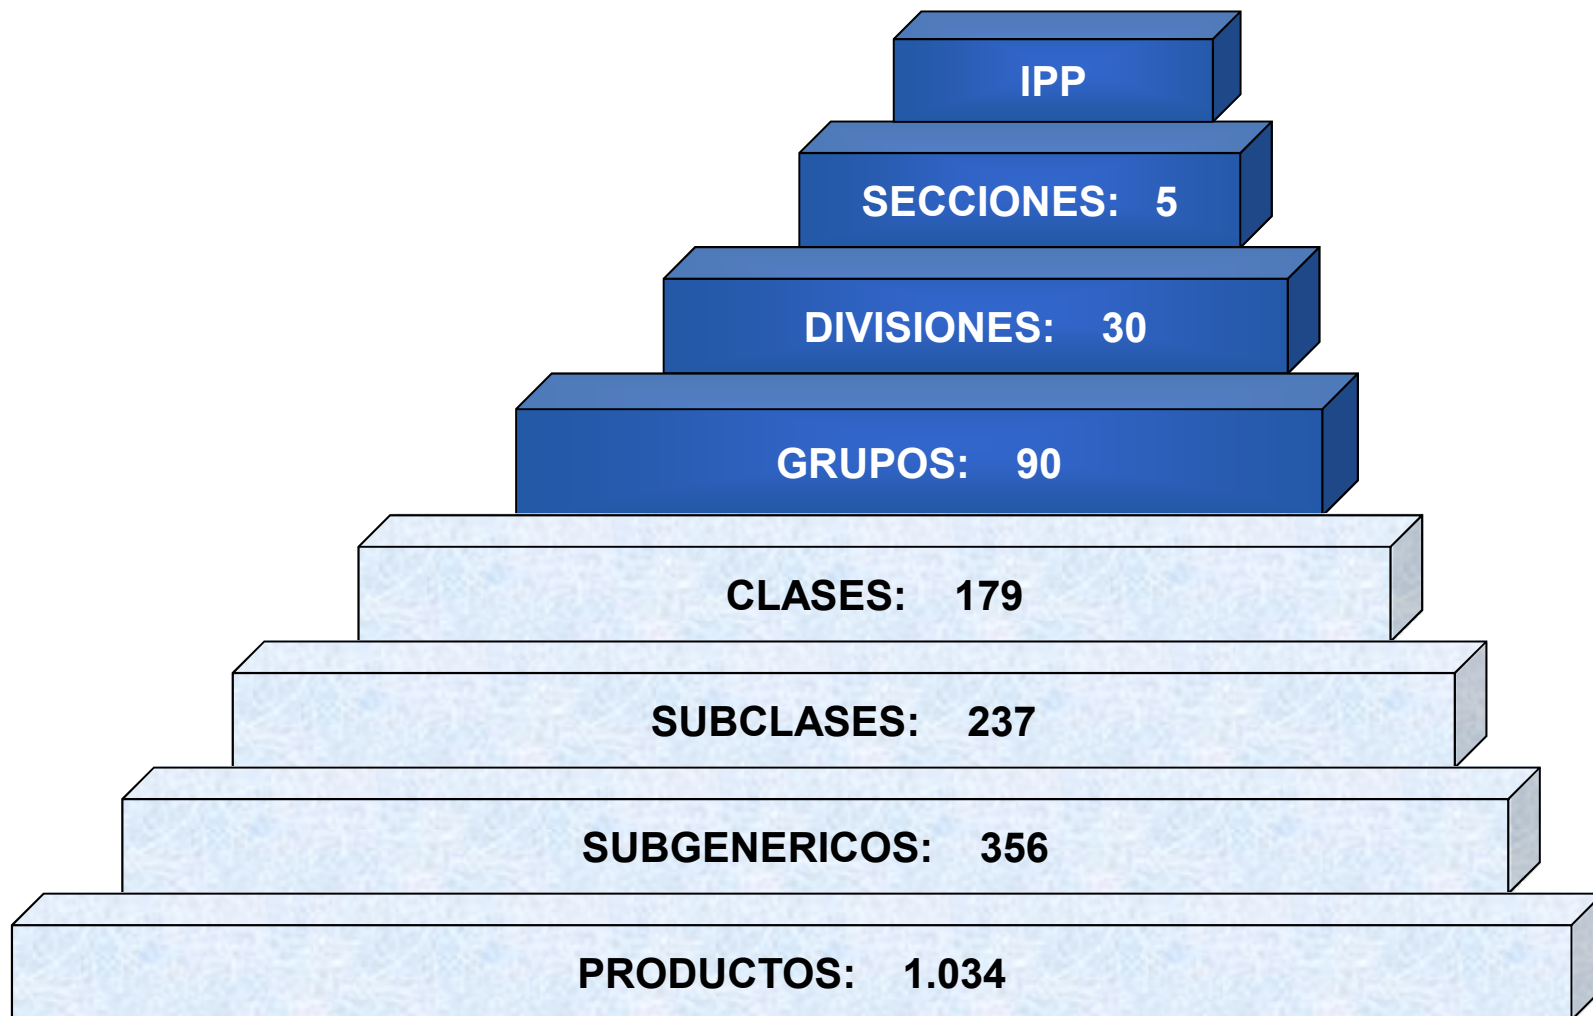 IPP
SECCIONES: 5
DIVISIONES: 30
GRUPOS: 90
CLASES: 179
SUBCLASES: 237
SUBGENERICOS: 356
PRODUCTOS: 1.034